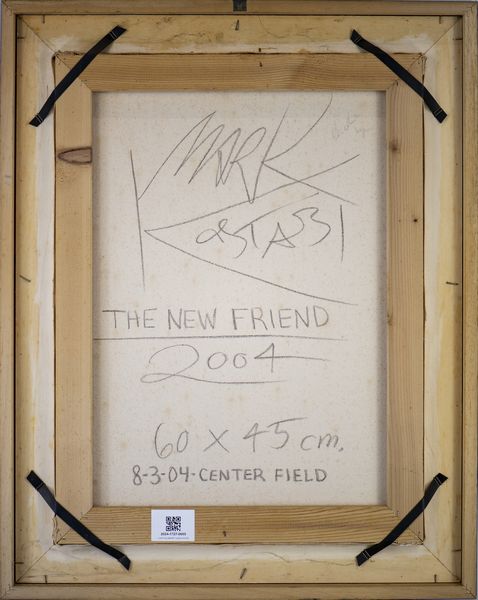 MARK
KOSTABI
THE NEW FRIEND
2004
60 X 45 cm.
8-3-04-CENTER FIELD